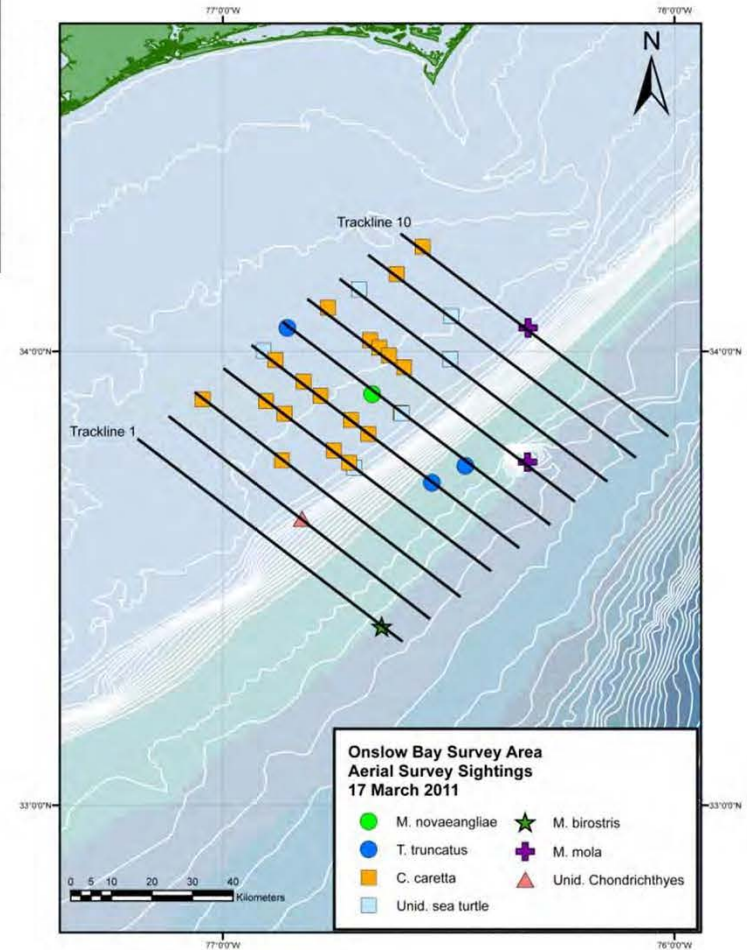 77°0'0"W 76°0'0"W
N
Trackline 10
34°0'0"N 34°0'0"N
Trackline 1
33°0'0"N 33°0'0"N
Onslow Bay Survey Area
Aerial Survey Sightings
17 March 2011
M. novaeangliae M. birostris
T. truncatus M. mola
C. caretta Unid. Chondrichthyes
Unid. sea turtle
0 5 10 20 30 40
Kilometers
77°0'0"W 76°0'0"W